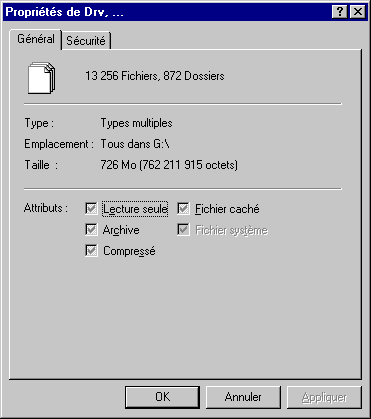 Propriétés de Drv, ...
Général Sécurité
13 256 Fichiers, 872 Dossiers
Type : Types multiples
Emplacement : Tous dans G:\
Taille : 726 Mo (762 211 915 octets)
Attributs : Lecture seule Fichier caché
Archive Fichier système
Compressé
OK Annuler Appliquer